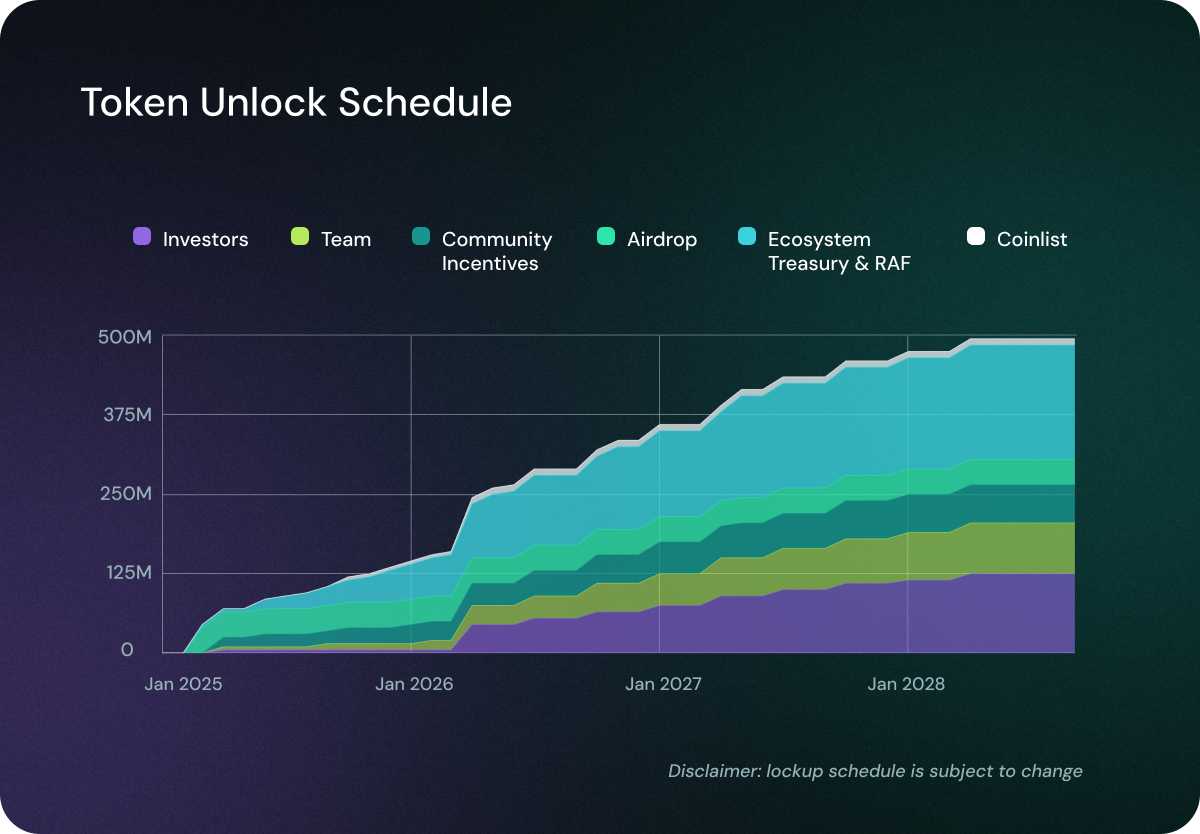 Token Unlock Schedule
Investors
Team
Community
Incentives
Airdrop
Ecosystem
Treasury & RAF
Coinlist
500M
375M
250M
125M
0
Jan 2025
Jan 2026
Jan 2027
Jan 2028
Disclaimer: lockup schedule is subject to change